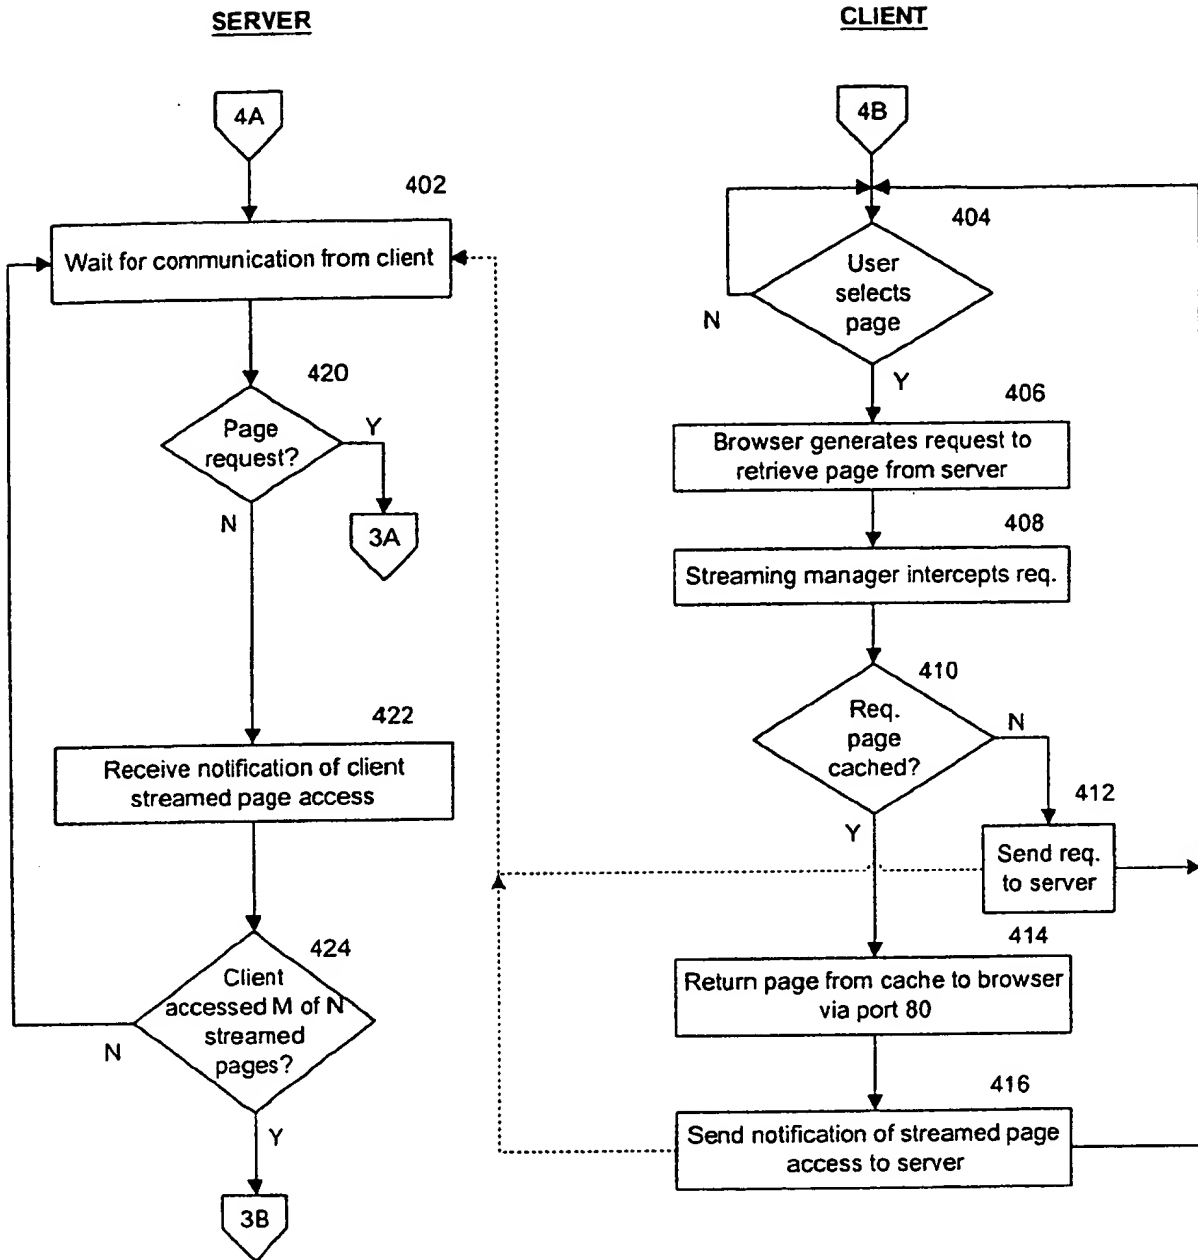 SERVER
4A
402
Wait for communication from client
420
Page
request?
Y
N
3A
422
Receive notification of client
streamed page access
424
Client
accessed M of N
streamed
pages?
N
Y
3B
CLIENT
4B
404
User
selects
page
N
Y
406
Browser generates request to
retrieve page from server
408
Streaming manager intercepts req.
410
Req.
page
cached?
N
Y
412
Send req.
to server
414
Return page from cache to browser
via port 80
416
Send notification of streamed page
access to server